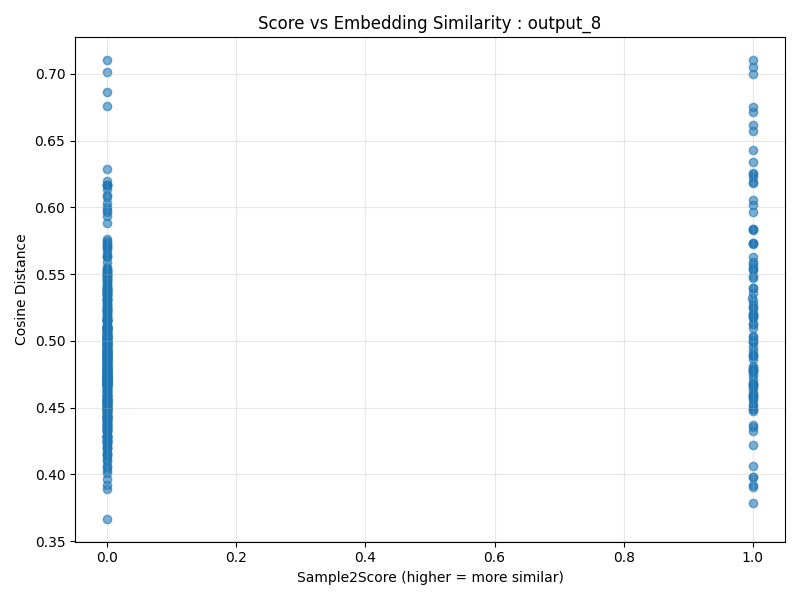 Score vs Embedding Similarity : output_8
Cosine Distance
0.70
0.65
0.60
0.55
0.50
0.45
0.40
0.35
0.0 0.2 0.4 0.6 0.8 1.0
Sample2Score (higher = more similar)